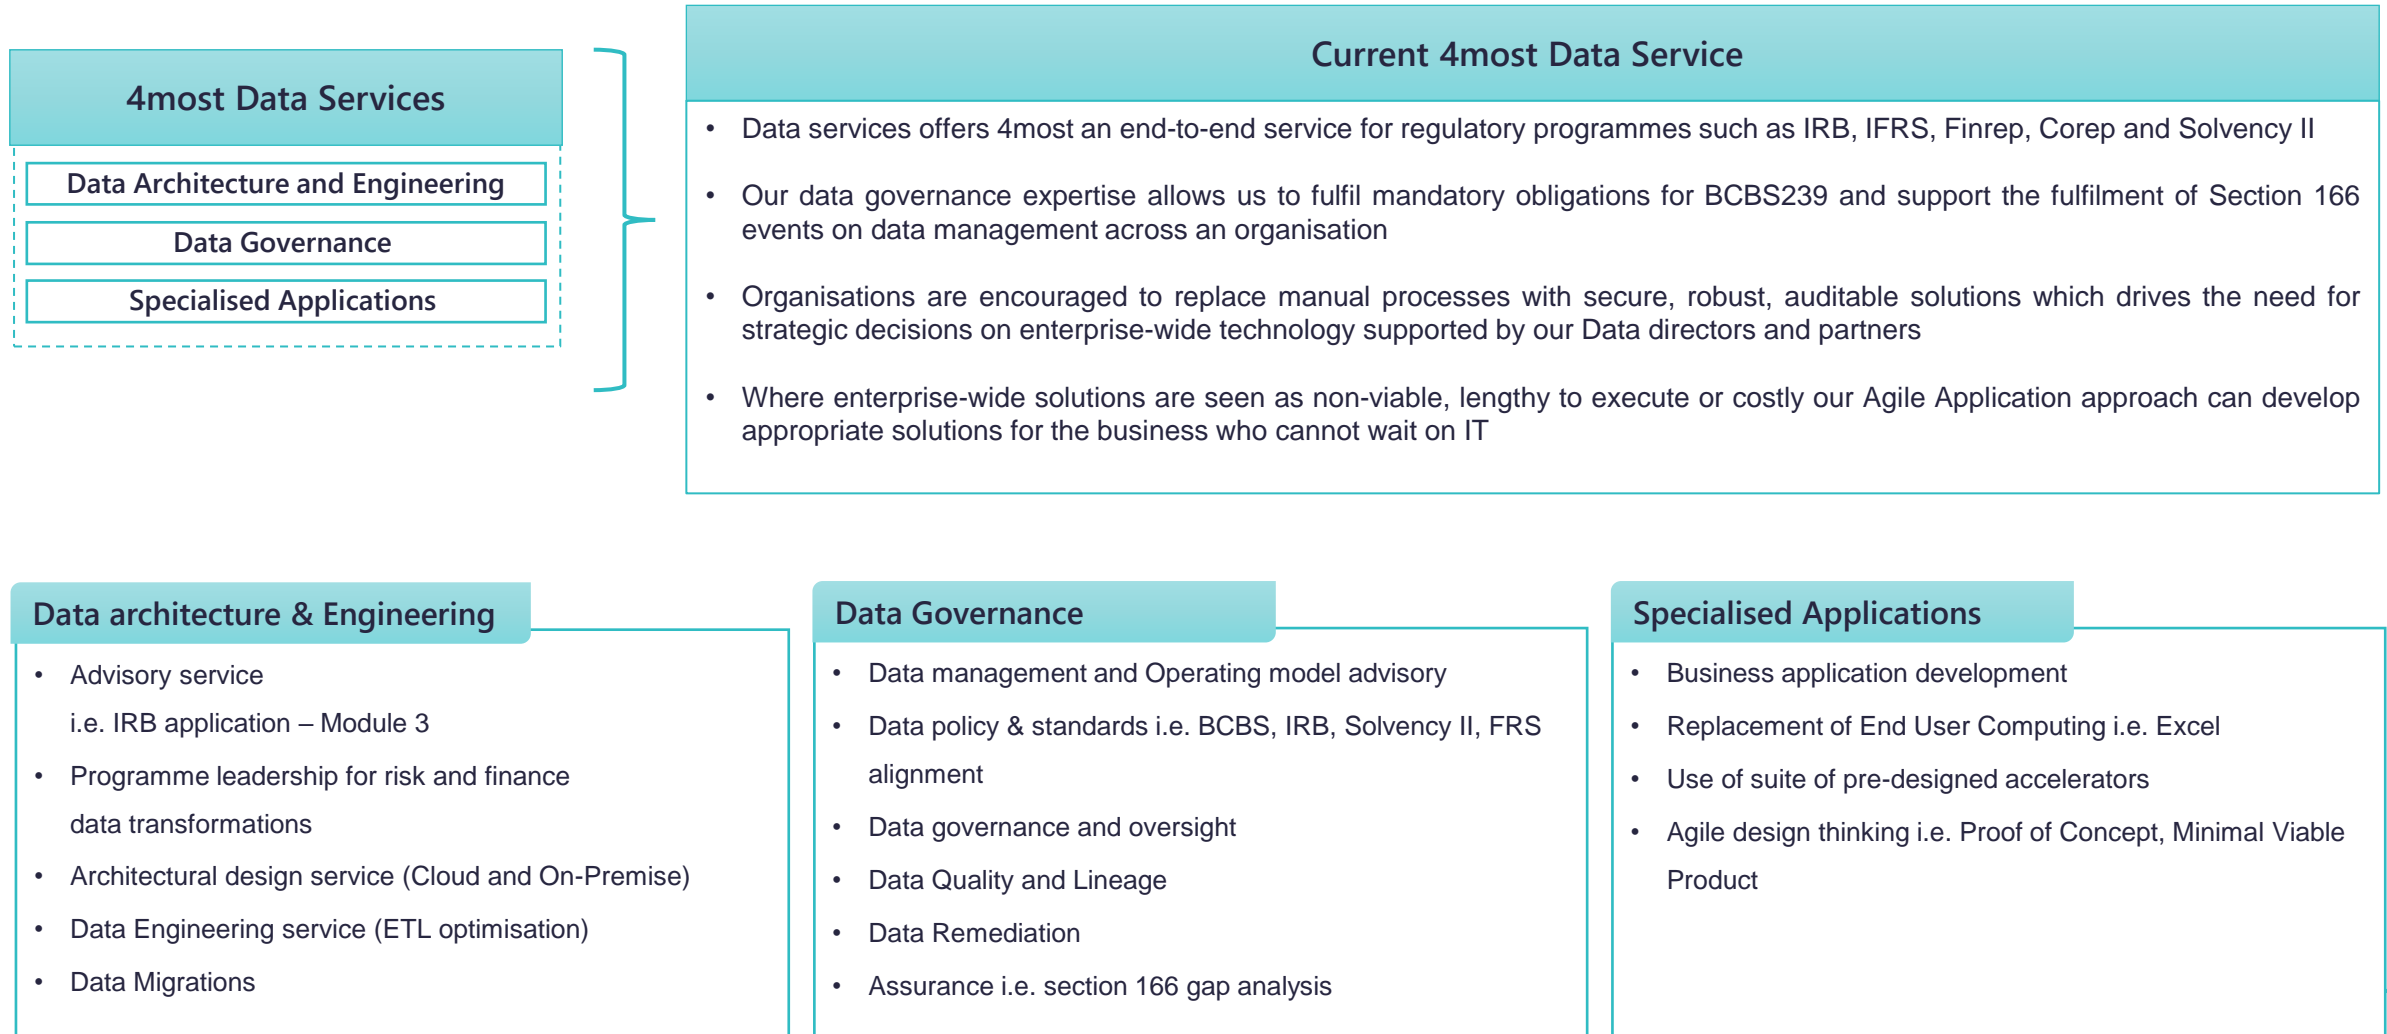 4most Data Services
Data Architecture and Engineering
Data Governance
Specialised Applications
Current 4most Data Service
• Data services offers 4most an end-to-end service for regulatory programmes such as IRB, IFRS, Finrep, Corep and Solvency II
• Our data governance expertise allows us to fulfil mandatory obligations for BCBS239 and support the fulfilment of Section 166
events on data management across an organisation
• Organisations are encouraged to replace manual processes with secure, robust, auditable solutions which drives the need for
strategic decisions on enterprise-wide technology supported by our Data directors and partners
• Where enterprise-wide solutions are seen as non-viable, lengthy to execute or costly our Agile Application approach can develop
appropriate solutions for the business who cannot wait on IT
Data architecture & Engineering
• Advisory service
i.e. IRB application – Module 3
• Programme leadership for risk and finance
data transformations
• Architectural design service (Cloud and On-Premise)
• Data Engineering service (ETL optimisation)
• Data Migrations
Data Governance
• Data management and Operating model advisory
• Data policy & standards i.e. BCBS, IRB, Solvency II, FRS
alignment
• Data governance and oversight
• Data Quality and Lineage
• Data Remediation
• Assurance i.e. section 166 gap analysis
Specialised Applications
• Business application development
• Replacement of End User Computing i.e. Excel
• Use of suite of pre-designed accelerators
• Agile design thinking i.e. Proof of Concept, Minimal Viable
Product